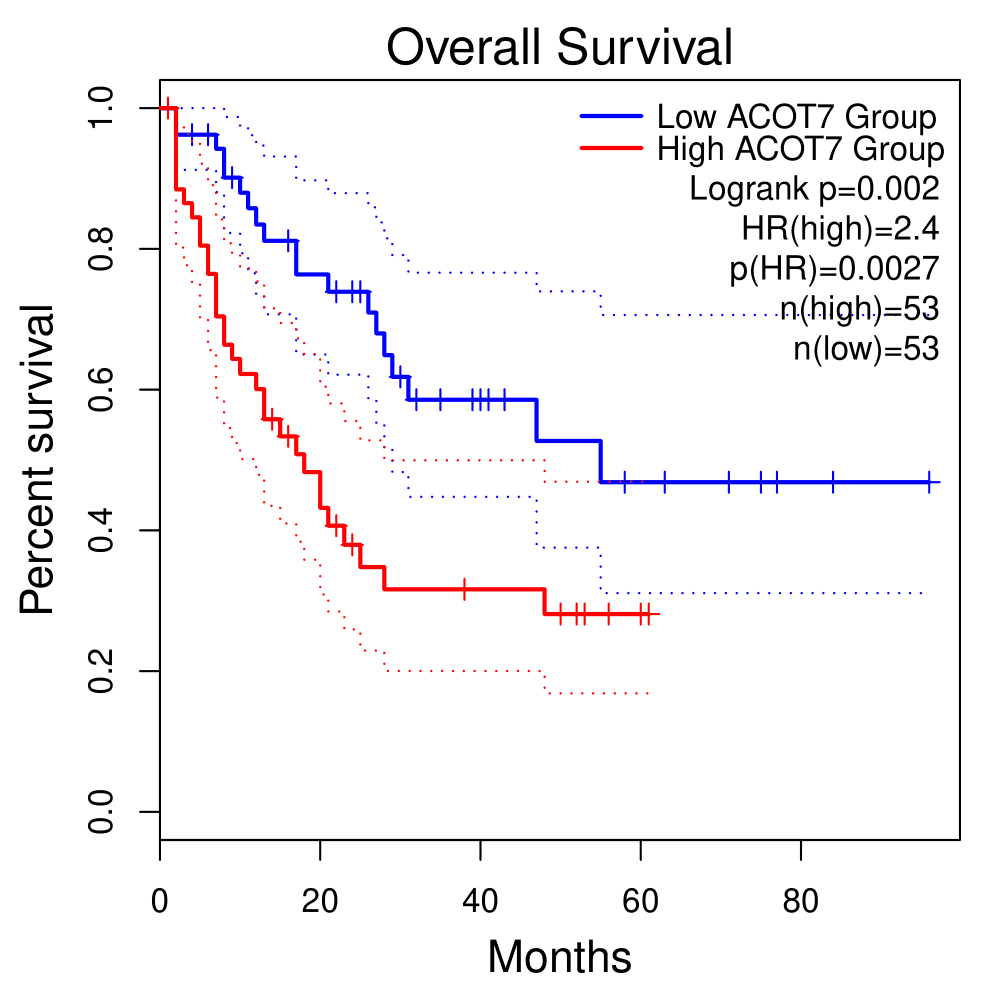 Overall Survival
Low ACOT7 Group
High ACOT7 Group
Logrank p=0.002
HR(high)=2.4
p(HR)=0.0027
n(high)=53
n(low)=53
Percent survival
1.0
0.8
0.6
0.4
0.2
0.0
0 20 40 60 80
Months